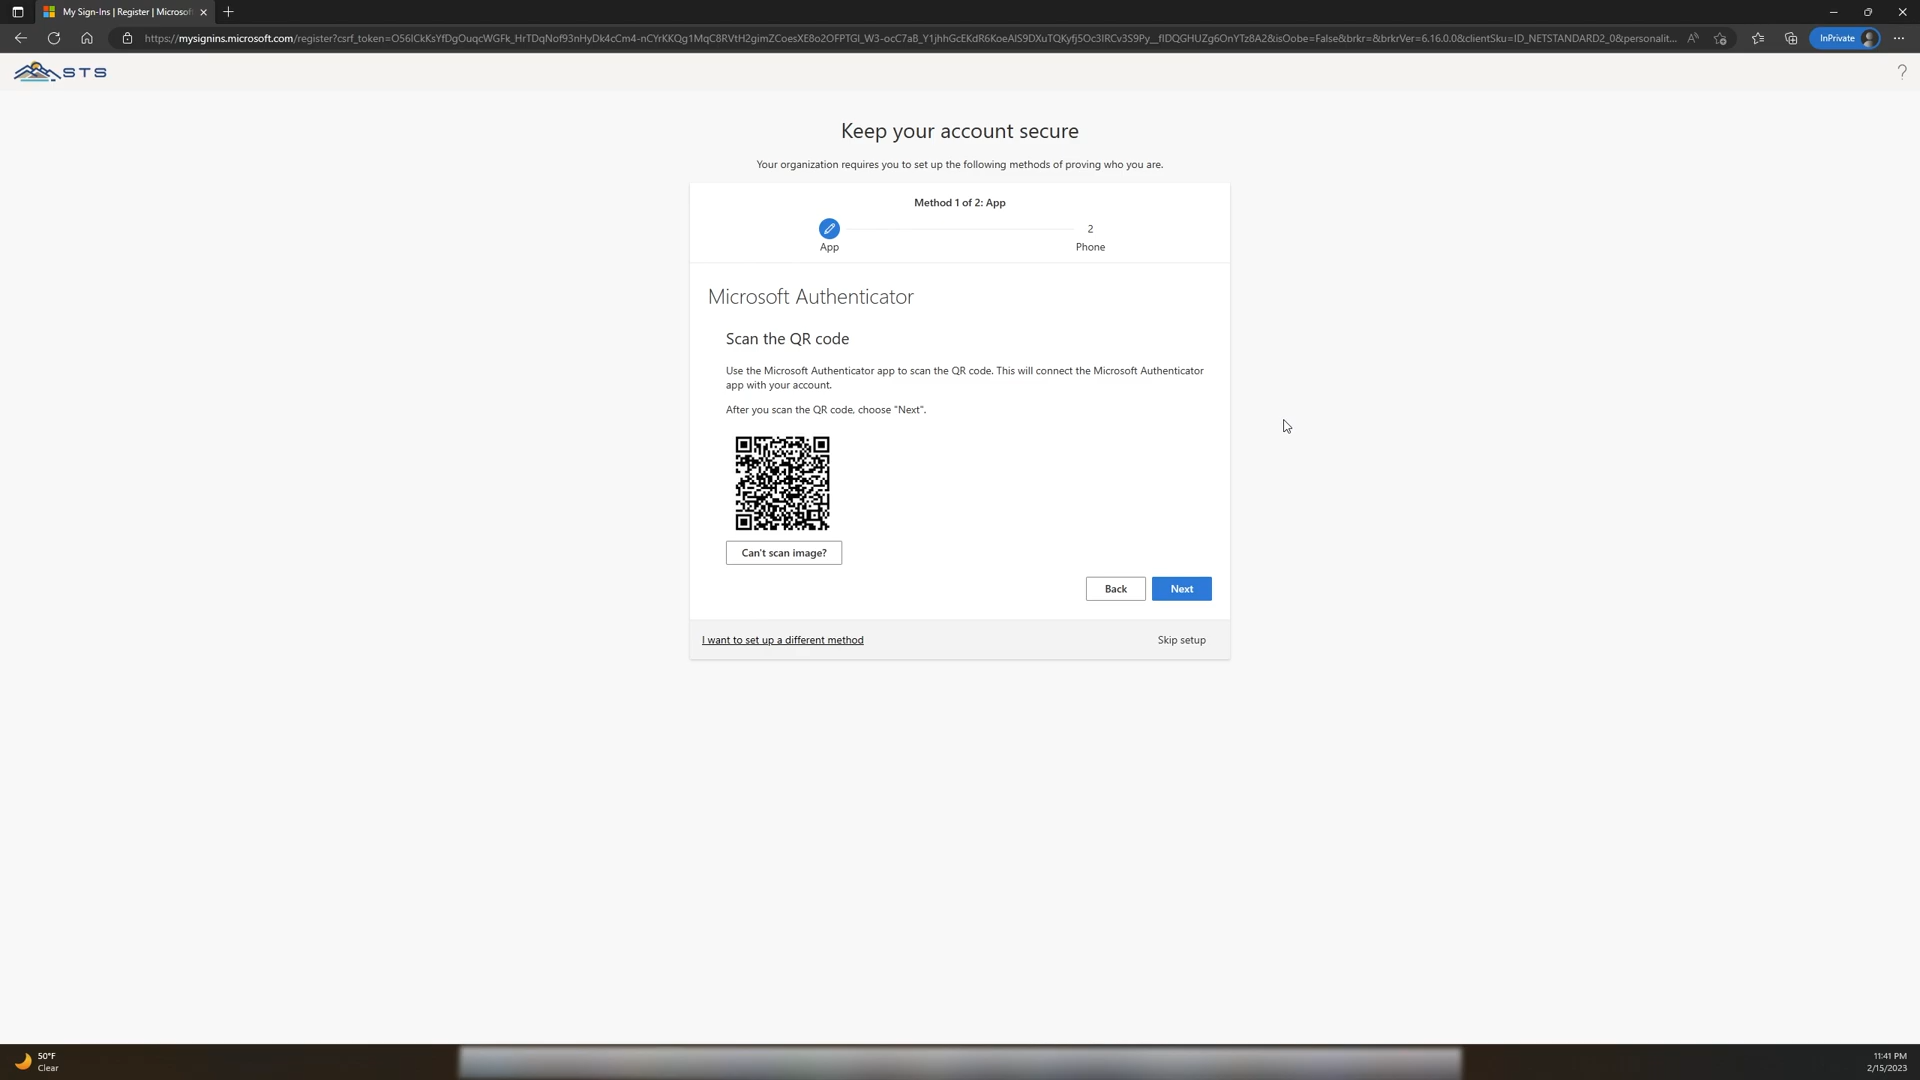 My Sign-Ins | Register | Microsof
https://mysignins.microsoft.com/register?csrf_token=
InPrivate
STS
?
Keep your account secure
Your organization requires you to set up the following methods of proving who you are.
Method 1 of 2: App
2
App
Phone
Microsoft Authenticator
Scan the QR code
Use the Microsoft Authenticator app to scan the QR code. This will connect the Microsoft Authenticator
app with your account.
After you scan the QR code, choose "Next".
Can't scan image?
Back
Next
I want to set up a different method
Skip setup
50°F
Clear
11:41 PM
2/15/2023